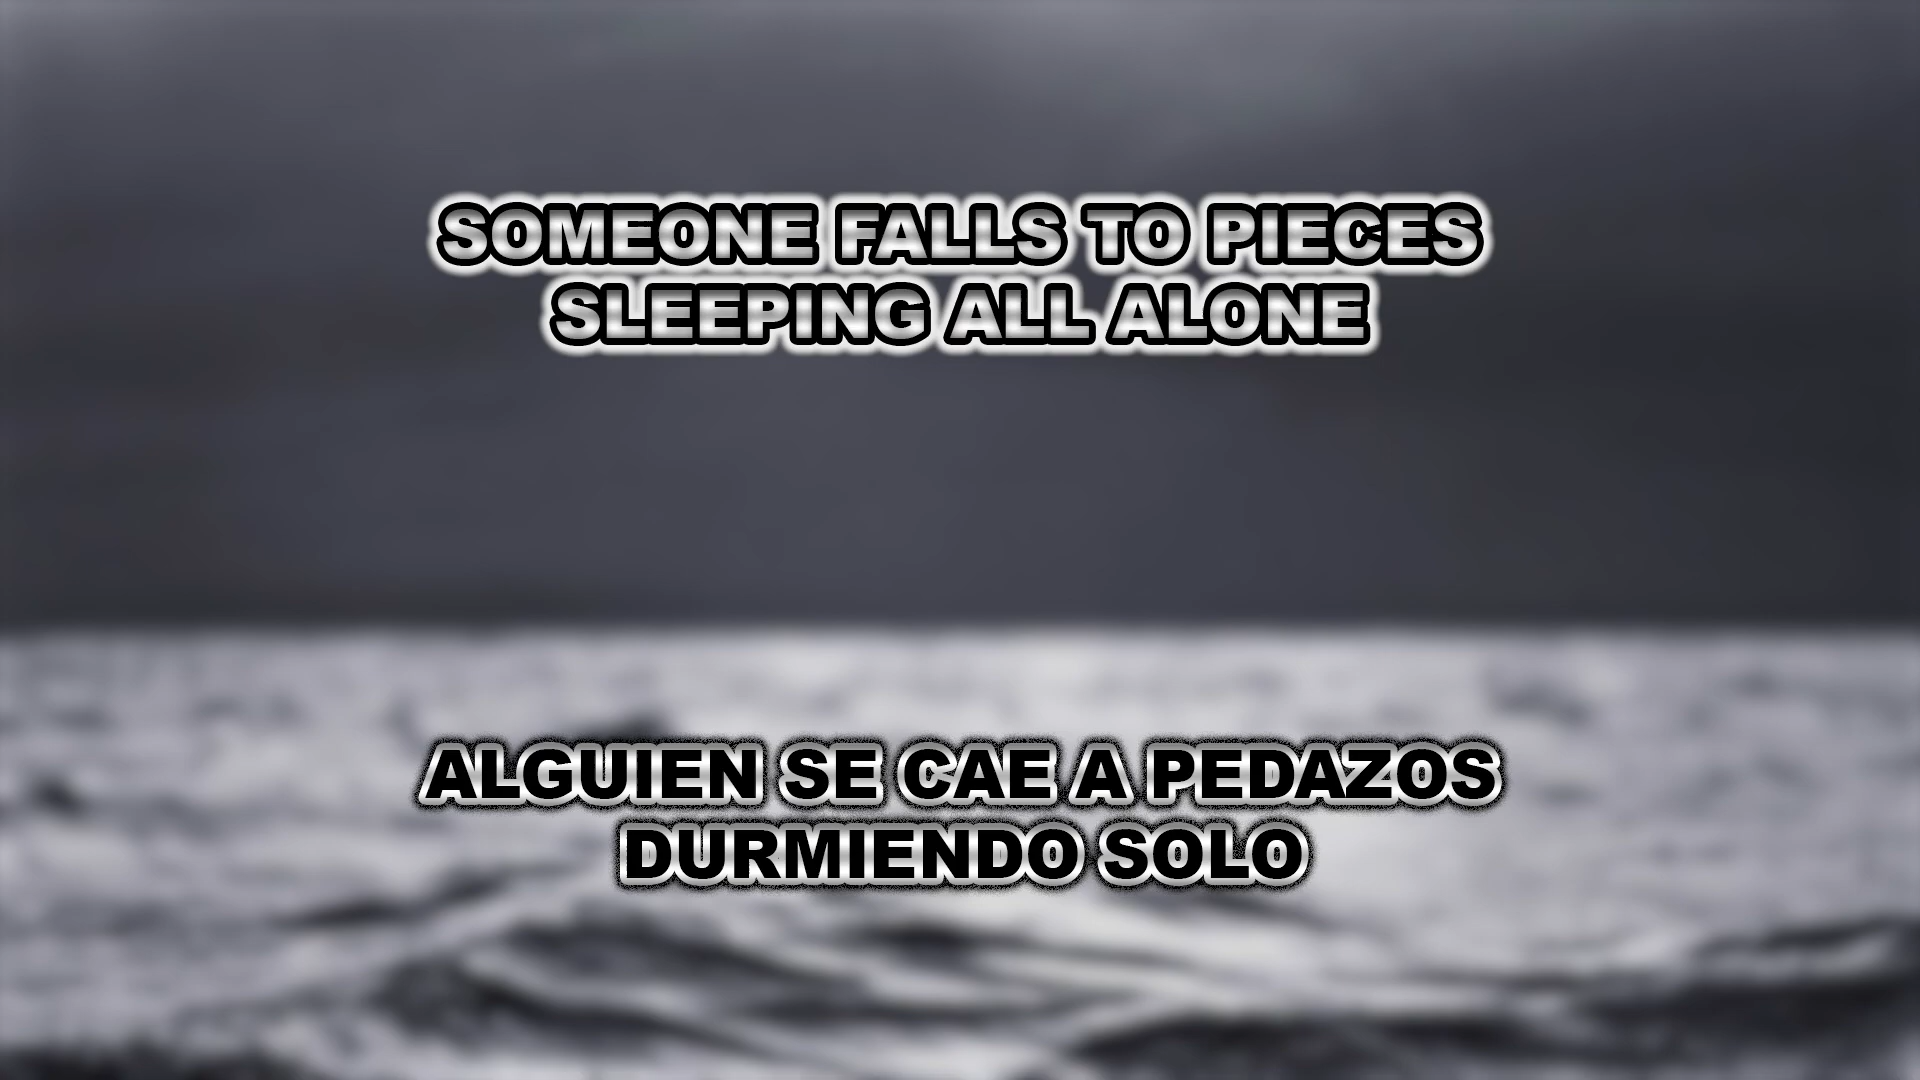 SOMEONE FALLS TO PIECES
SLEEPING ALL ALONE
ALGUIEN SE CAE A PEDAZOS
DURMIENDO SOLO